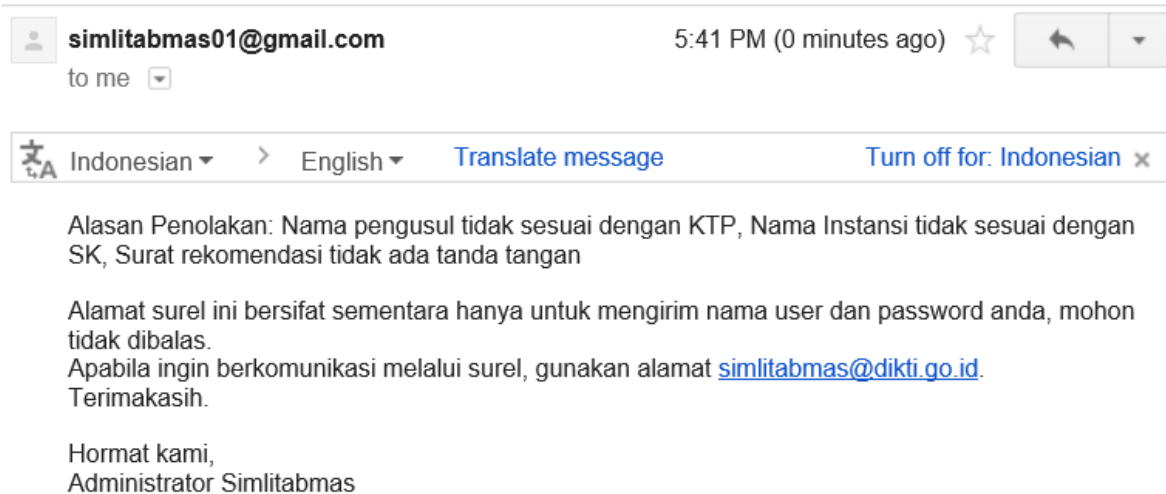 simlitabmas01@gmail.com
5:41 PM (0 minutes ago)
to me
Indonesian
English
Translate message
Turn off for: Indonesian
Alasan Penolakan: Nama pengusul tidak sesuai dengan KTP, Nama Instansi tidak sesuai dengan
SK, Surat rekomendasi tidak ada tanda tangan
Alamat surel ini bersifat sementara hanya untuk mengirim nama user dan password anda, mohon
tidak dibalas.
Apabila ingin berkomunikasi melalui surel, gunakan alamat simlitabmas@dikti.go.id.
Terimakasih.
Hormat kami,
Administrator Simlitabmas